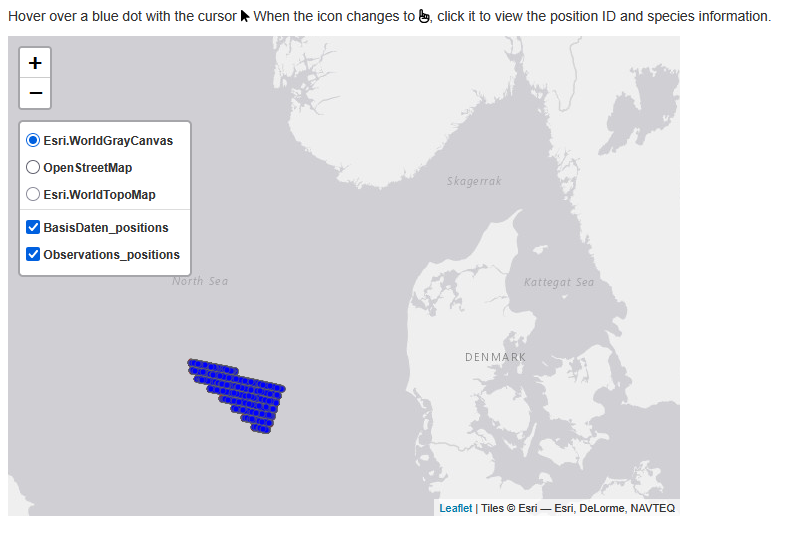 Hover over a blue dot with the cursor When the icon changes to , click it to view the position ID and species information.
+
−
Esri.WorldGrayCanvas
OpenStreetMap
Esri.WorldTopoMap
BasisDaten_positions
Observations_positions
Skagerrak
North Sea
Kattegat Sea
DENMARK
Leaflet | Tiles © Esri — Esri, DeLorme, NAVTEQ